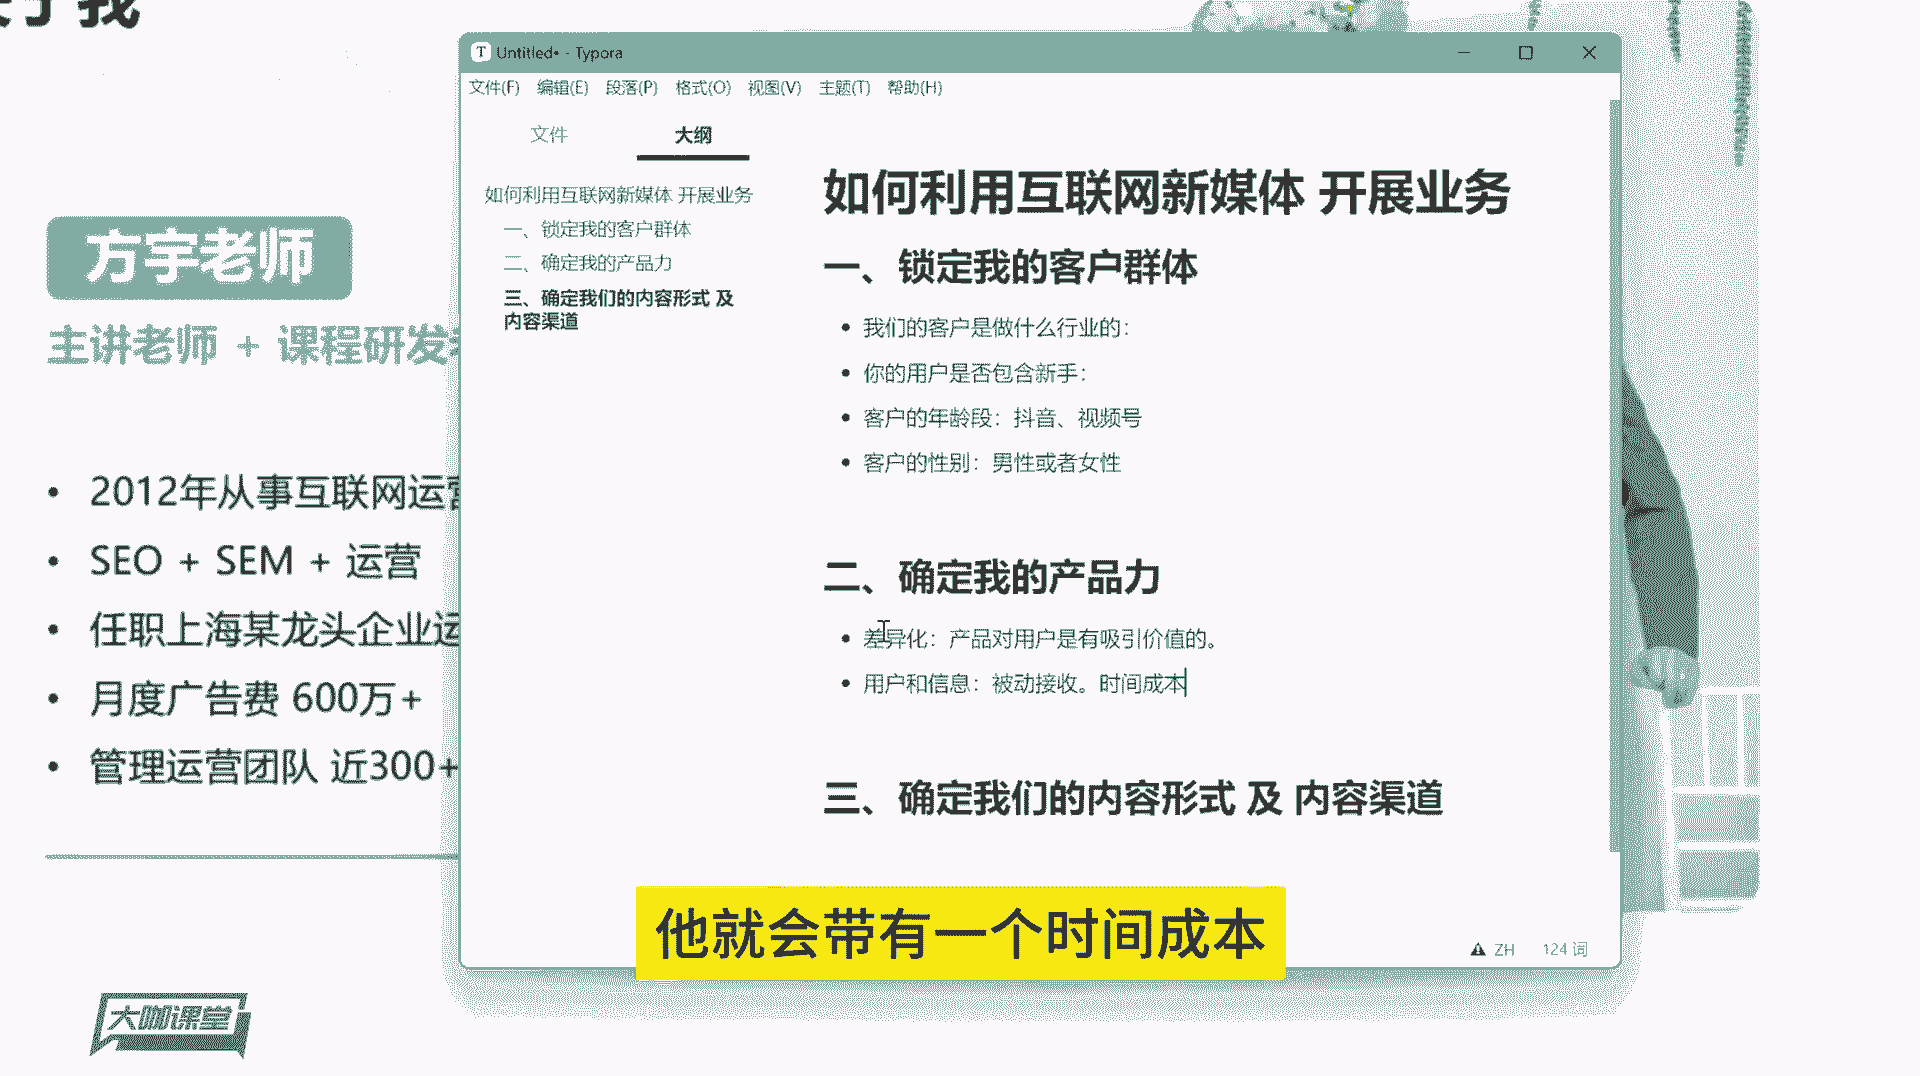 于我
方宇老师
主讲老师 + 课程研发
• 2012年从事互联网运营
• SEO + SEM + 运营
• 任职上海某龙头企业运
• 月度广告费 600万+
• 管理运营团队 近300+
大咖课堂
Untitled• - Typora
文件(F) 编辑(E) 段落(P) 格式(O) 视图(V) 主题(T) 帮助(H)
文件 大纲
如何利用互联网新媒体 开展业务
一、锁定我的客户群体
二、确定我的产品力
三、确定我们的内容形式 及
内容渠道
如何利用互联网新媒体 开展业务
一、锁定我的客户群体
• 我们的客户是做什么行业的：
• 你的用户是否包含新手：
• 客户的年龄段：抖音、视频号
• 客户的性别：男性或者女性
二、确定我的产品力
• 差异化：产品对用户是有吸引价值的。
• 用户和信息：被动接收。时间成本
三、确定我们的内容形式 及 内容渠道
ZH 124 词
他就会带有一个时间成本